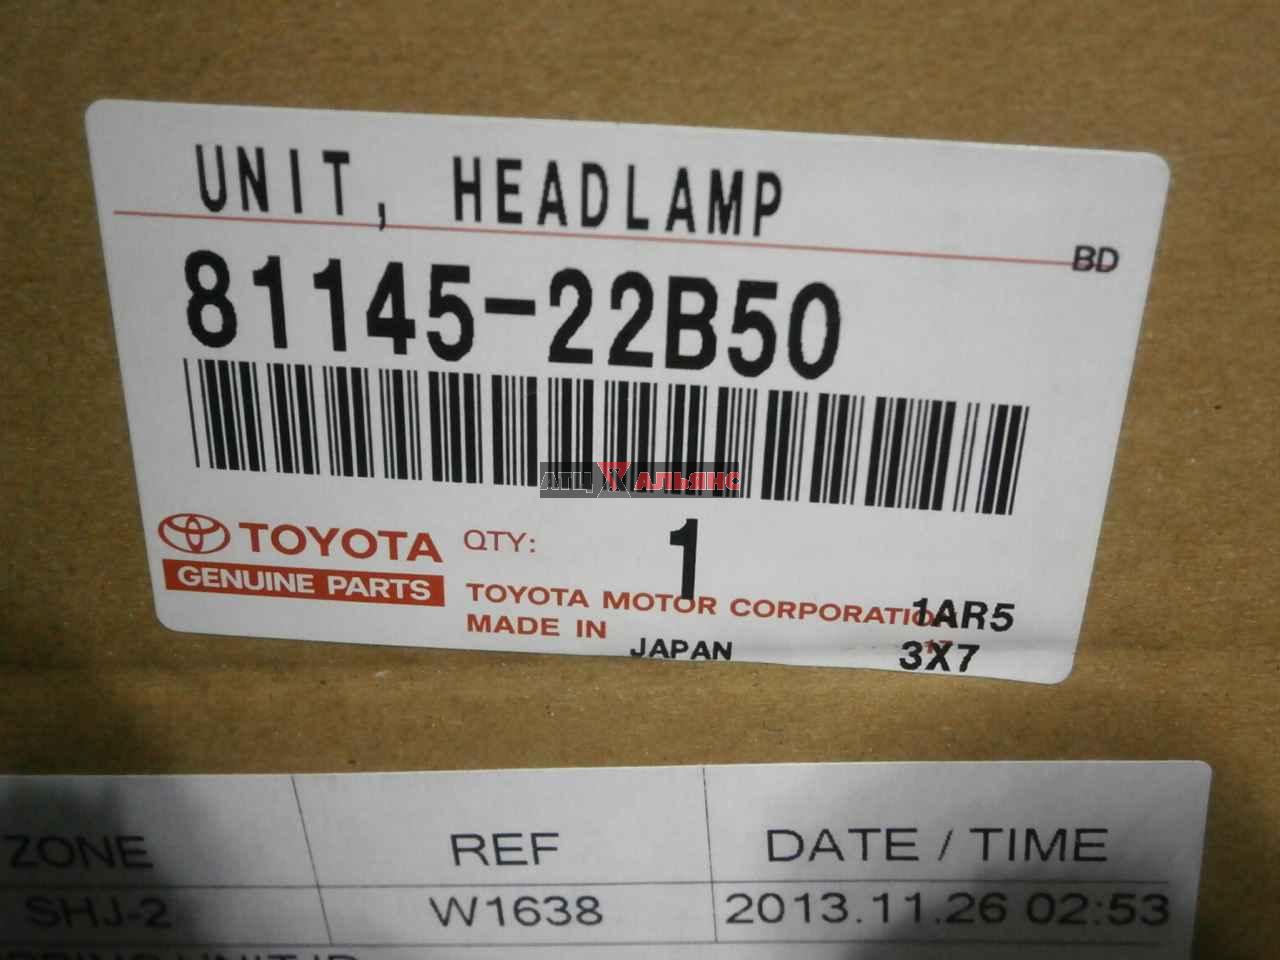 UNIT, HEADLAMP
BD
81145-22B50
АТЦ АЛЬЯНС
TOYOTA
GENUINE PARTS
QTY: 1
TOYOTA MOTOR CORPORATION
1AR5
MADE IN JAPAN
3X7
ZONE REF DATE / TIME
SHJ-2 W1638 2013.11.26 02:53